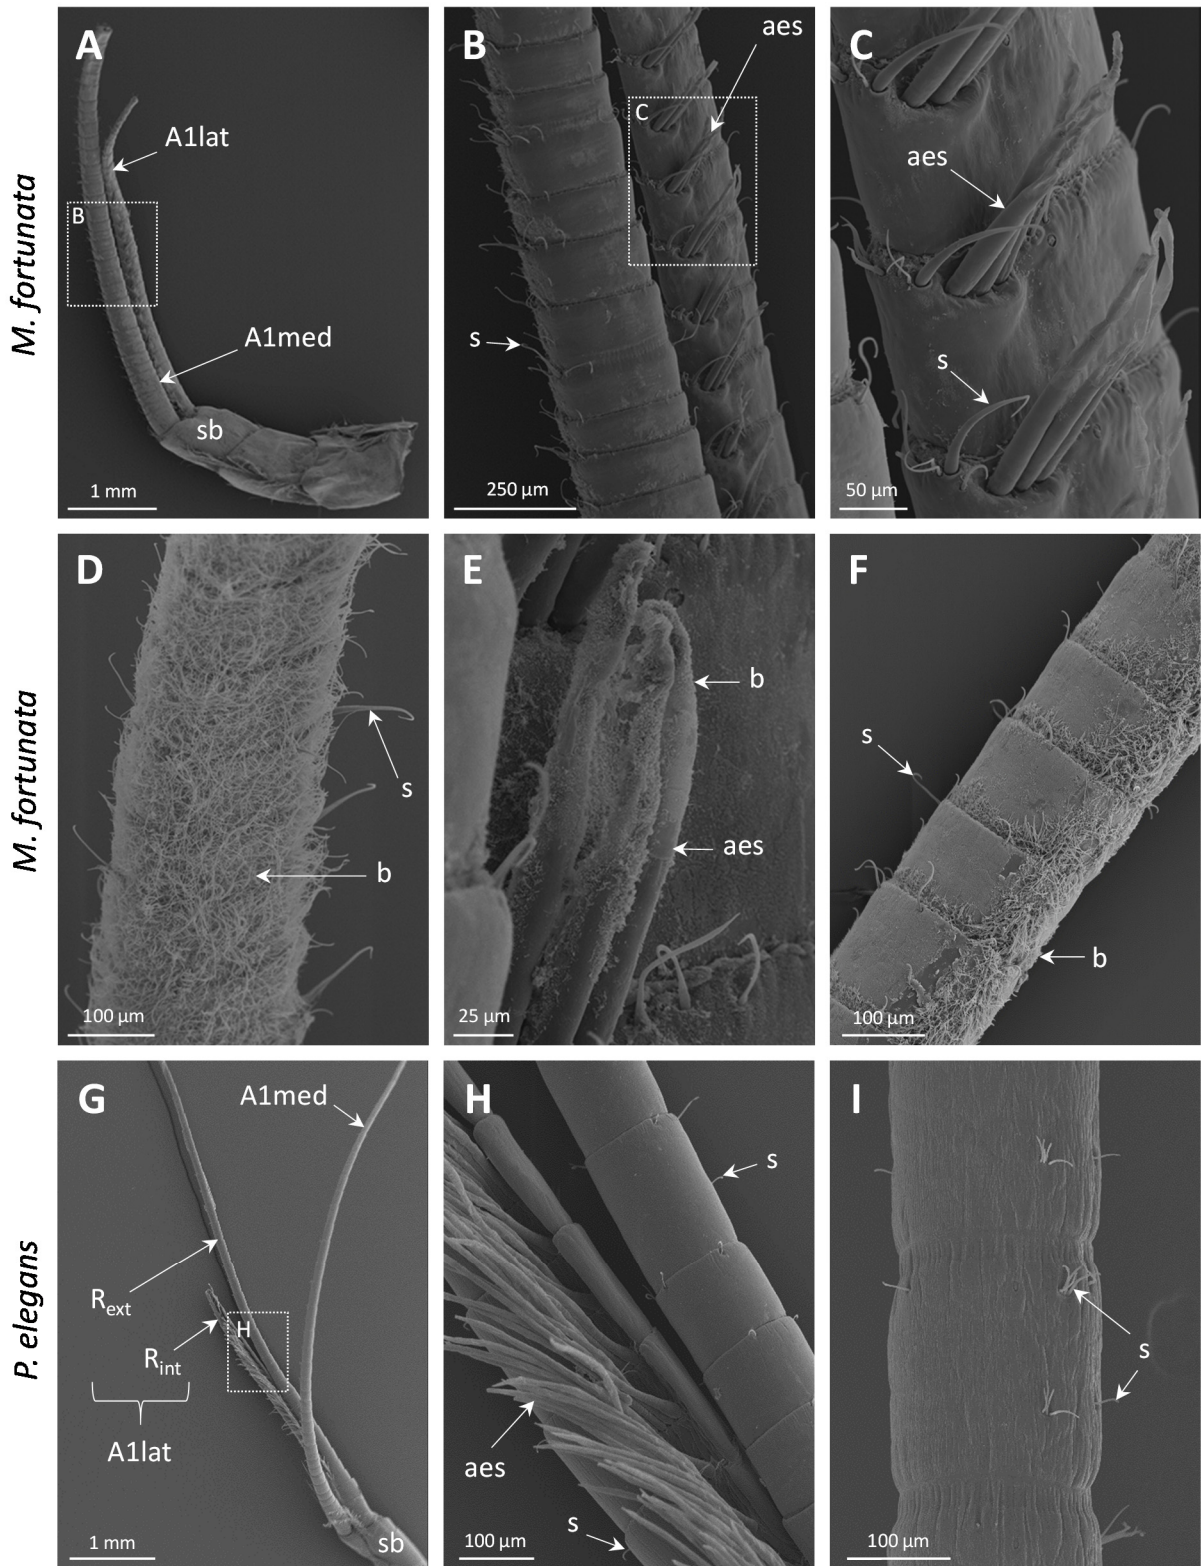 M. fortunata
A
A1lat
B
A1med
sb
1 mm
B
aes
C
s
250 µm
C
aes
s
50 µm
M. fortunata
D
s
b
100 µm
E
b
aes
25 µm
F
s
b
100 µm
P. elegans
G
A1med
Rext
H
Rint
A1lat
sb
1 mm
H
s
aes
s
100 µm
I
s
100 µm